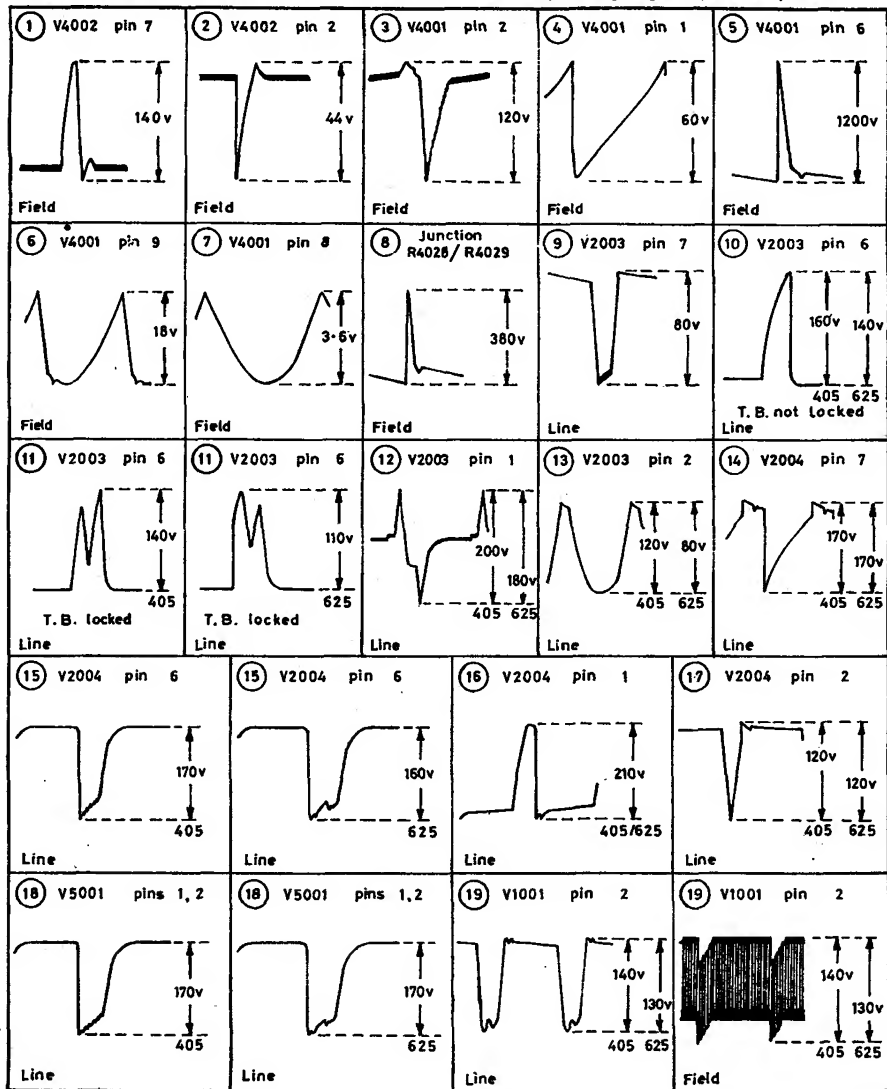 1 V4002 pin 7
140v
Field
2 V4002 pin 2
44v
Field
3 V4001 pin 2
120v
Field
4 V4001 pin 1
60v
Field
5 V4001 pin 6
1200v
Field
6 V4001 pin 9
18v
Field
7 V4001 pin 8
3·6v
Field
8 Junction
R4028/ R4029
380v
Field
9 V2003 pin 7
80v
Line
10 V2003 pin 6
160v 140v
405 625
T.B. not locked
Line
11 V2003 pin 6
140v
405
T.B. locked
Line
11 V2003 pin 6
110v
625
T.B. locked
Line
12 V2003 pin 1
200v
180v
405 625
Line
13 V2003 pin 2
120v 80v
405 625
Line
14 V2004 pin 7
170v
170v
405 625
Line
15 V2004 pin 6
170v
405
Line
15 V2004 pin 6
160v
625
Line
16 V2004 pin 1
210v
405/625
Line
17 V2004 pin 2
120v
120v
405 625
Line
18 V5001 pins 1,2
170v
405
Line
18 V5001 pins 1,2
170v
625
Line
19 V1001 pin 2
140v
130v
405 625
Line
19 V1001 pin 2
140v
130v
405 625
Field